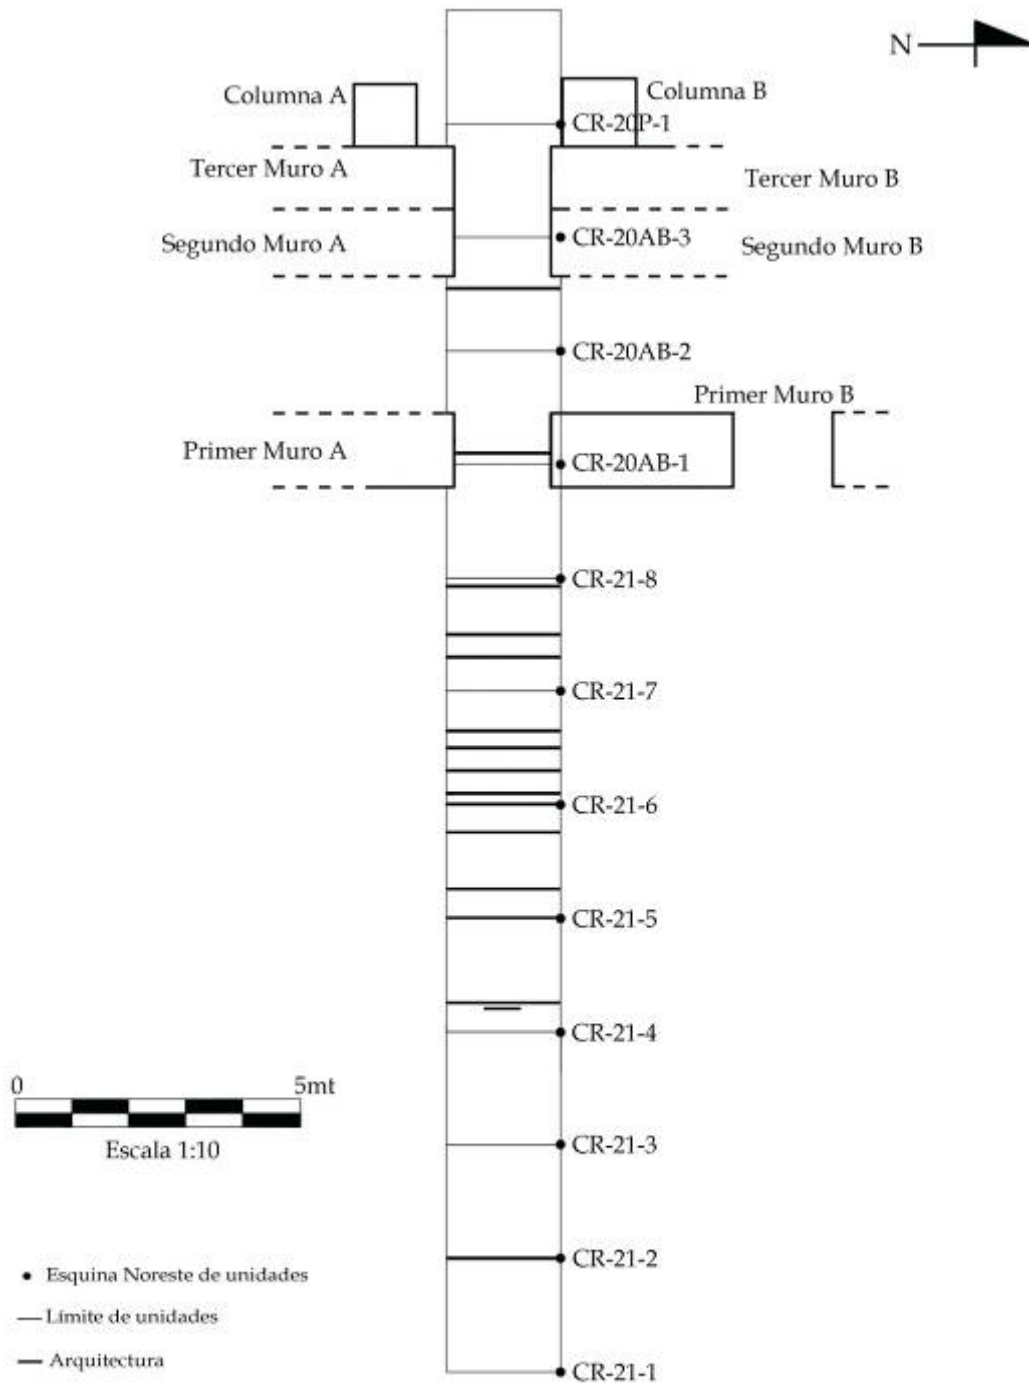 N
Columna A
Columna B
CR-20P-1
Tercer Muro A
Tercer Muro B
Segundo Muro A
CR-20AB-3
Segundo Muro B
CR-20AB-2
Primer Muro B
Primer Muro A
CR-20AB-1
CR-21-8
CR-21-7
CR-21-6
CR-21-5
CR-21-4
0
5mt
Escala 1:10
CR-21-3
CR-21-2
Esquina Noreste de unidades
Límite de unidades
Arquitectura
CR-21-1